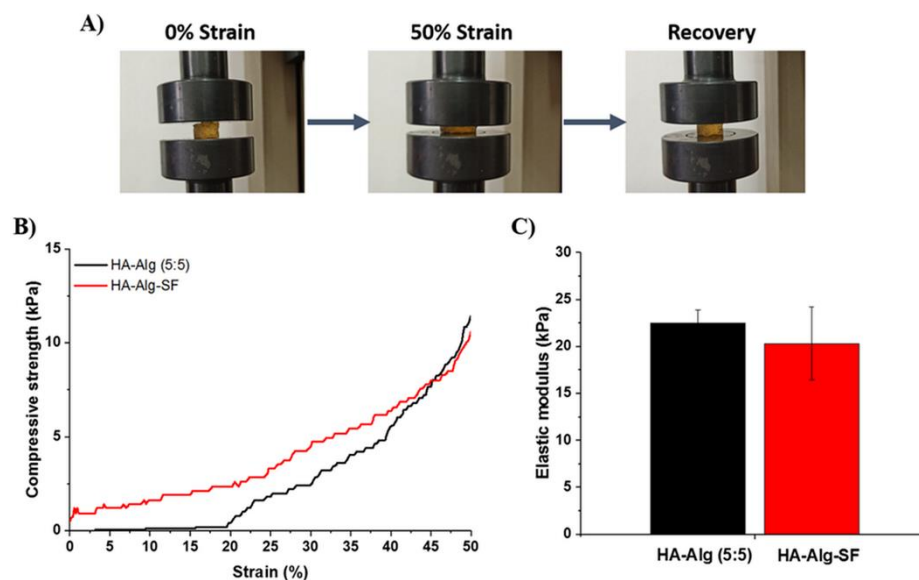 A)
0% Strain
50% Strain
Recovery
B)
15
10
5
0
Compressive strength (kPa)
HA-Alg (5:5)
HA-Alg-SF
0 5 10 15 20 25 30 35 40 45 50
Strain (%)
C)
30
25
20
15
10
5
0
Elastic modulus (kPa)
HA-Alg (5:5)
HA-Alg-SF